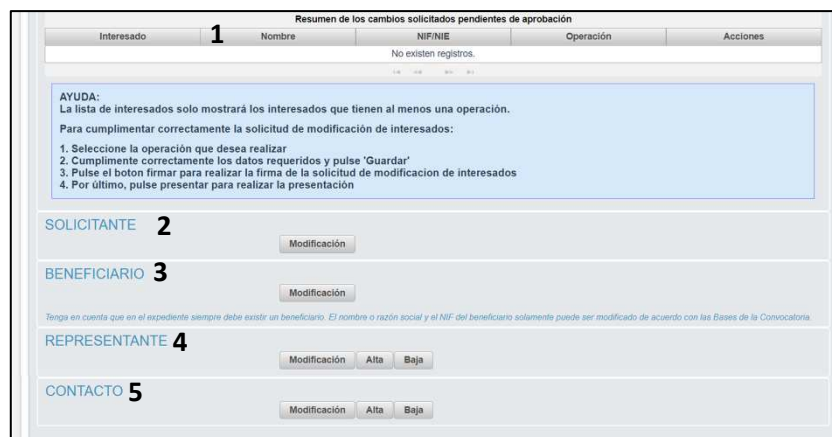 Resumen de los cambios solicitados pendientes de aprobación
Interesado 1 Nombre NIF/NIE Operación Acciones
No existen registros.
AYUDA:
La lista de interesados solo mostrará los interesados que tienen al menos una operación.
Para cumplimentar correctamente la solicitud de modificación de interesados:
1. Seleccione la operación que desea realizar
2. Cumplimente correctamente los datos requeridos y pulse 'Guardar'
3. Pulse el boton firmar para realizar la firma de la solicitud de modificacion de interesados
4. Por último, pulse presentar para realizar la presentación
SOLICITANTE 2
Modificación
BENEFICIARIO 3
Modificación
Tenga en cuenta que en el expediente siempre debe existir un beneficiario. El nombre o razón social y el NIF del beneficiario solamente puede ser modificado de acuerdo con las Bases de la Convocatoria
REPRESENTANTE 4
Modificación Alta Baja
CONTACTO 5
Modificación Alta Baja